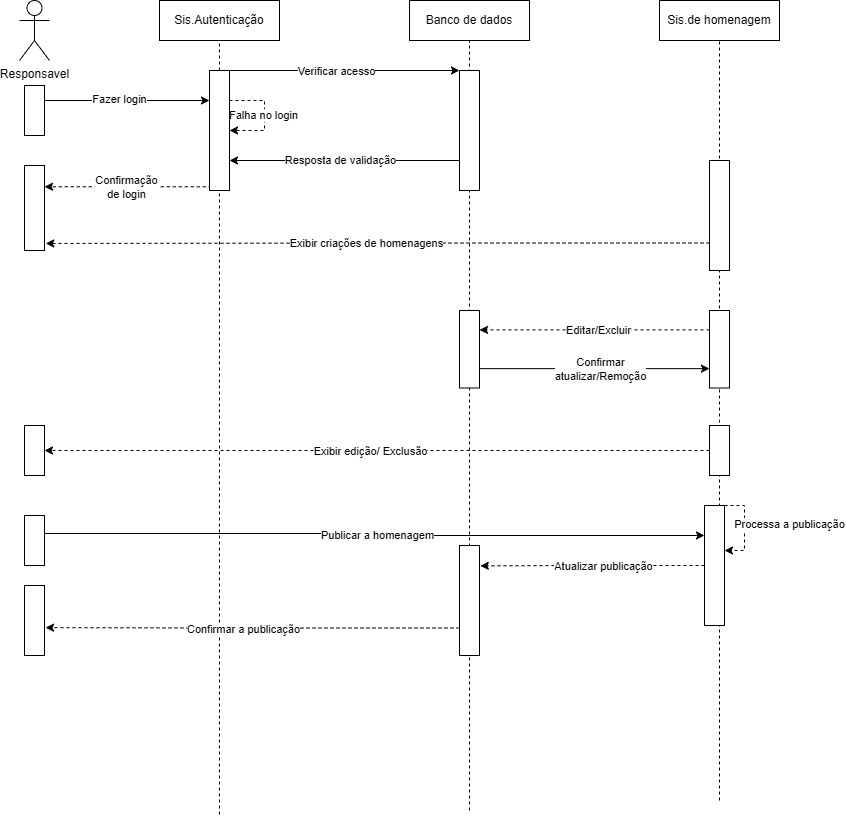 Sis.Autenticação
Banco de dados
Sis.de homenagem
Responsavel
Verificar acesso
Fazer login
Falha no login
Resposta de validação
Confirmação
de login
Exibir criações de homenagens
Editar/Excluir
Confirmar
atualizar/Remoção
Exibir edição/ Exclusão
Processa a publicação
Publicar a homenagem
Atualizar publicação
Confirmar a publicação